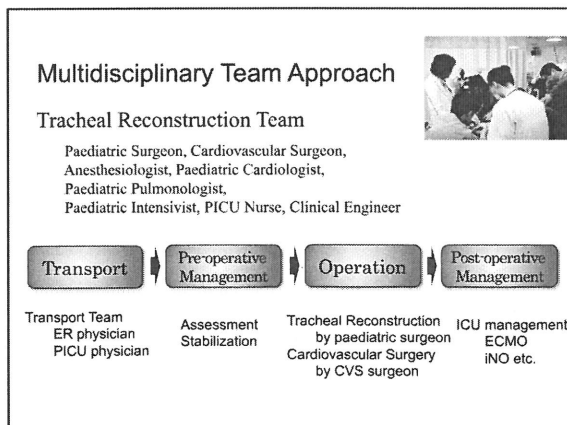 Multidisciplinary Team Approach
Tracheal Reconstruction Team
Paediatric Surgeon, Cardiovascular Surgeon,
Anesthesiologist, Paediatric Cardiologist,
Paediatric Pulmonologist,
Paediatric Intensivist, PICU Nurse, Clinical Engineer
Transport
Pre-operative
Management
Operation
Post-operative
Management
Transport Team
ER physician
PICU physician
Assessment
Stabilization
Tracheal Reconstruction
by paediatric surgeon
Cardiovascular Surgery
by CVS surgeon
ICU management
ECMO
iNO etc.